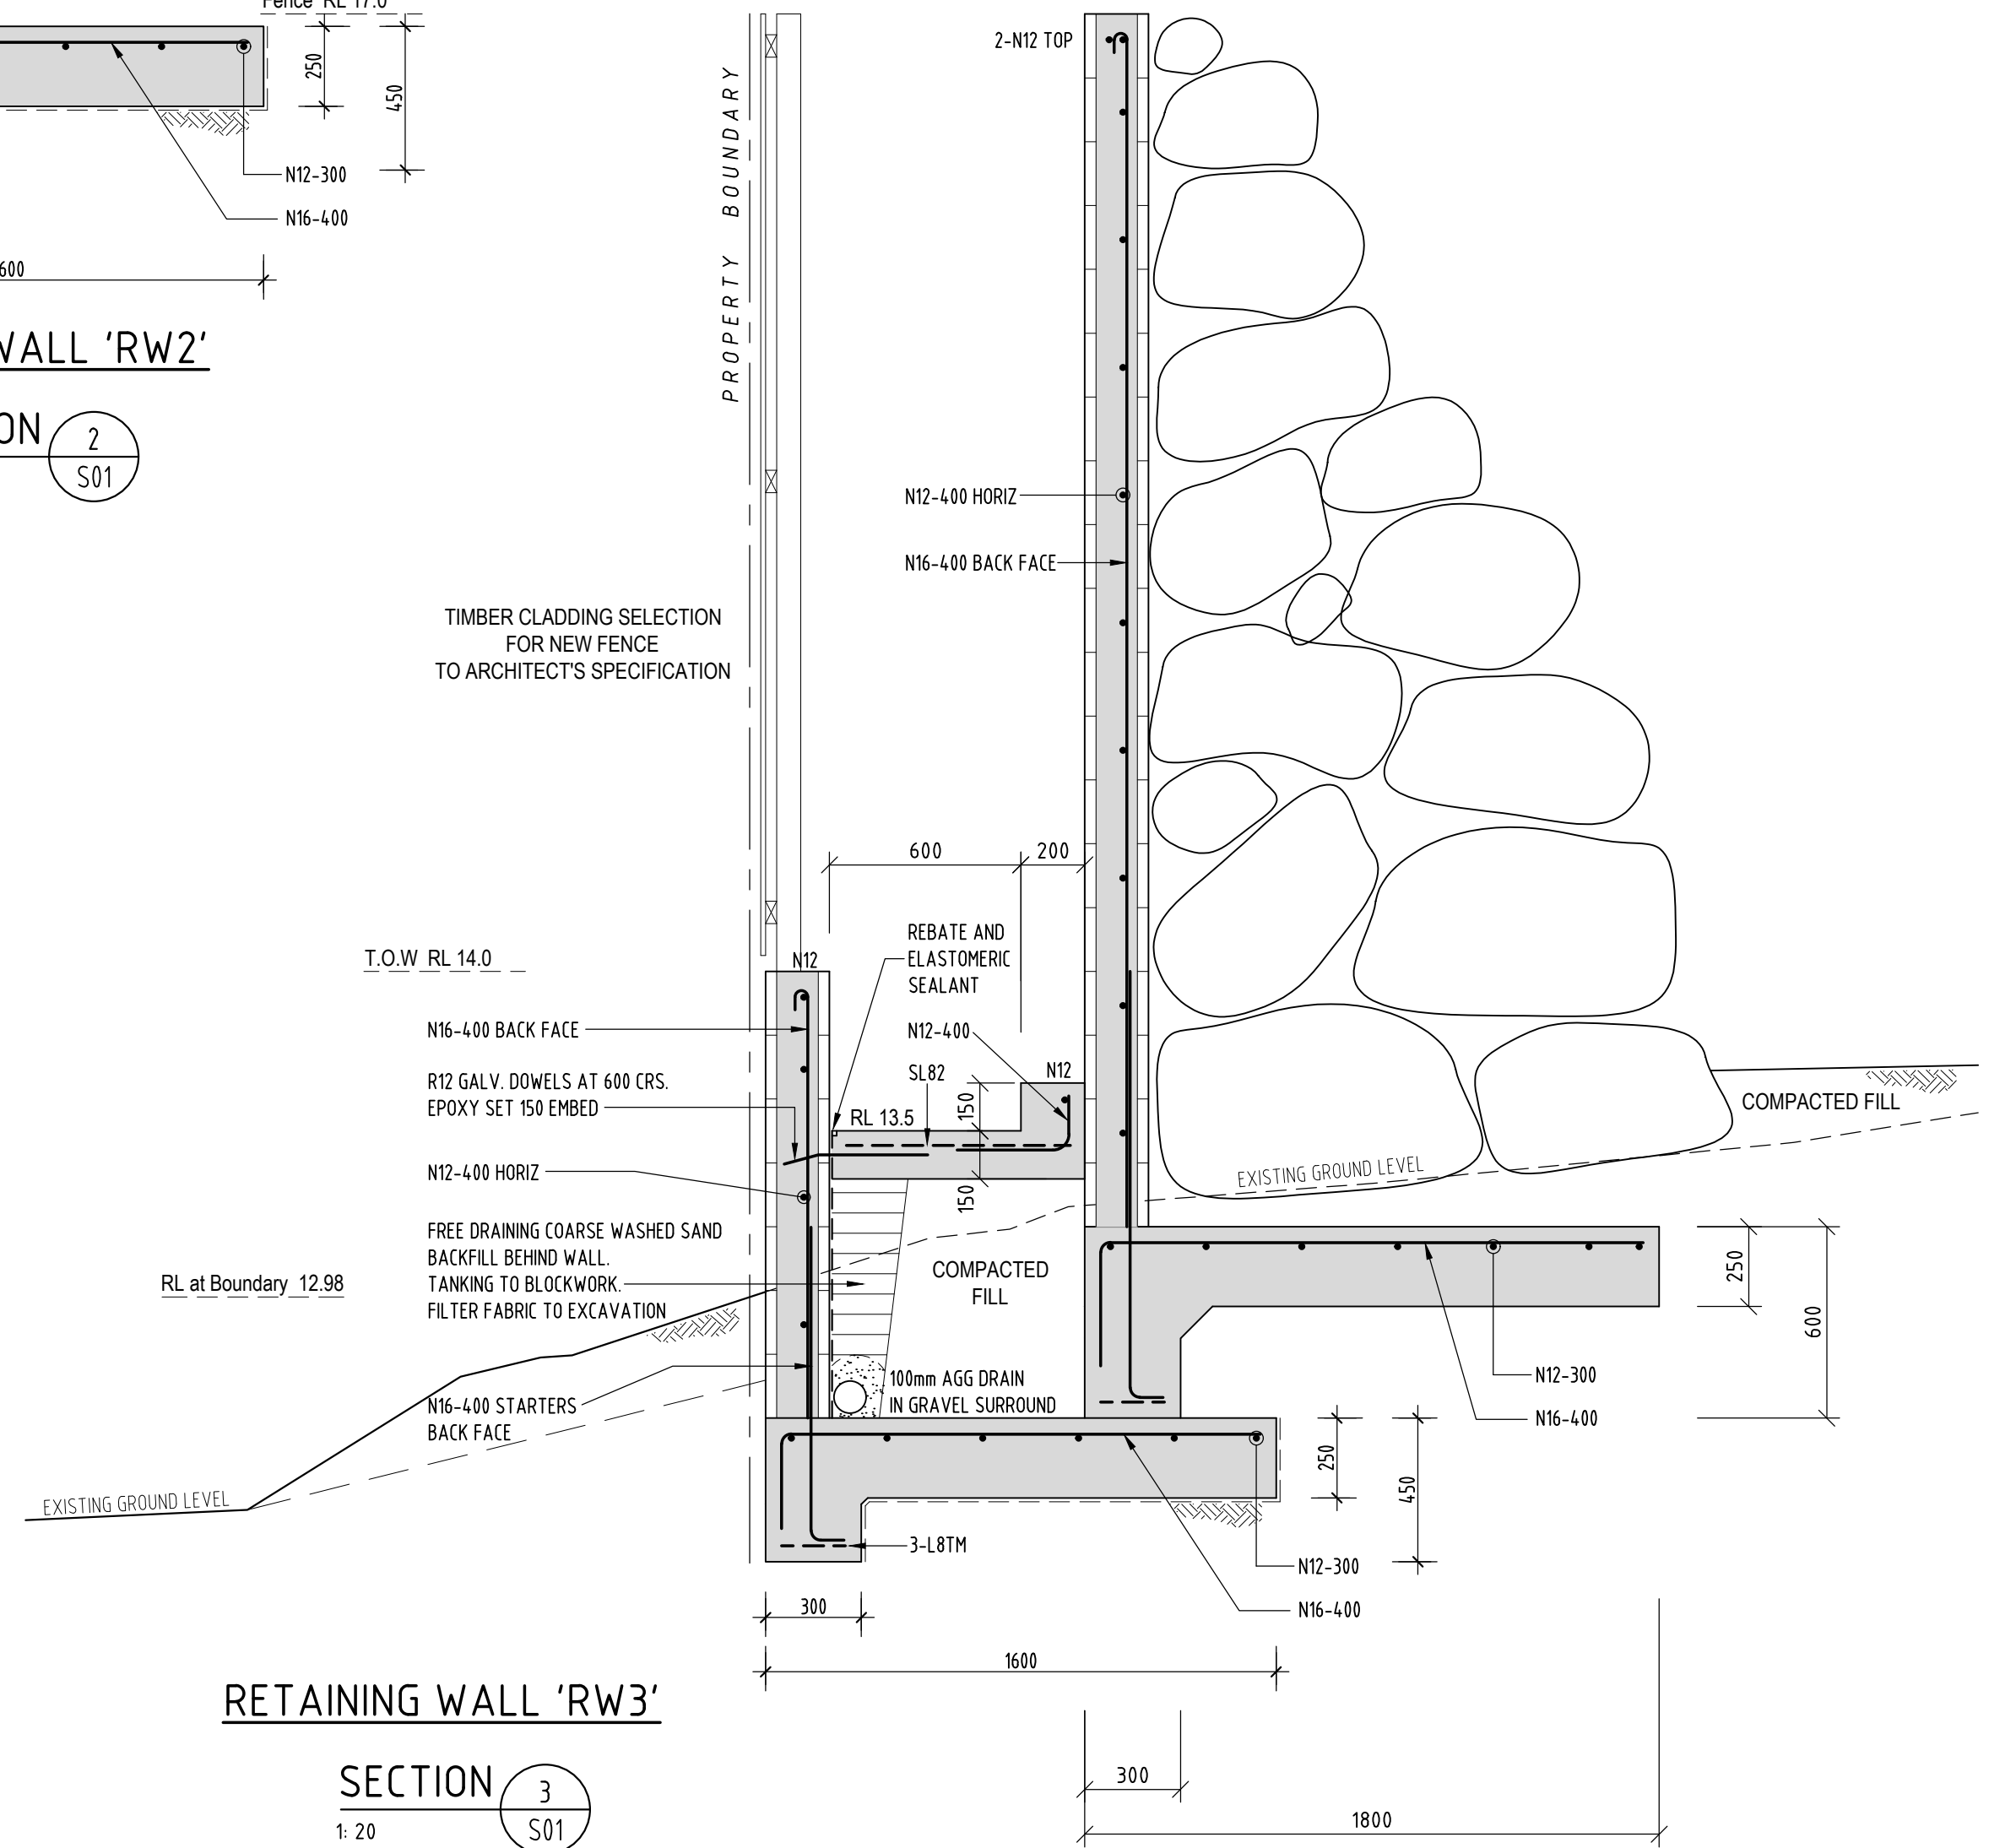 Fence RL 17.0
250
450
N12-300
N16-400
600
WALL 'RW2'
ON
2
S01
PROPERTY BOUNDARY
2-N12 TOP
N12-400 HORIZ
N16-400 BACK FACE
TIMBER CLADDING SELECTION
FOR NEW FENCE
TO ARCHITECT'S SPECIFICATION
600
200
REBATE AND
ELASTOMERIC
SEALANT
T.O.W RL 14.0
N12
N16-400 BACK FACE
N12-400
R12 GALV. DOWELS AT 600 CRS.
EPOXY SET 150 EMBED
SL82
N12
RL 13.5
150
150
COMPACTED FILL
N12-400 HORIZ
EXISTING GROUND LEVEL
FREE DRAINING COARSE WASHED SAND
BACKFILL BEHIND WALL.
TANKING TO BLOCKWORK.
FILTER FABRIC TO EXCAVATION
RL at Boundary 12.98
COMPACTED
FILL
250
600
100mm AGG DRAIN
IN GRAVEL SURROUND
N12-300
N16-400
N16-400 STARTERS
BACK FACE
EXISTING GROUND LEVEL
250
450
3-L8TM
N12-300
N16-400
300
1600
RETAINING WALL 'RW3'
SECTION
3
S01
1: 20
300
1800